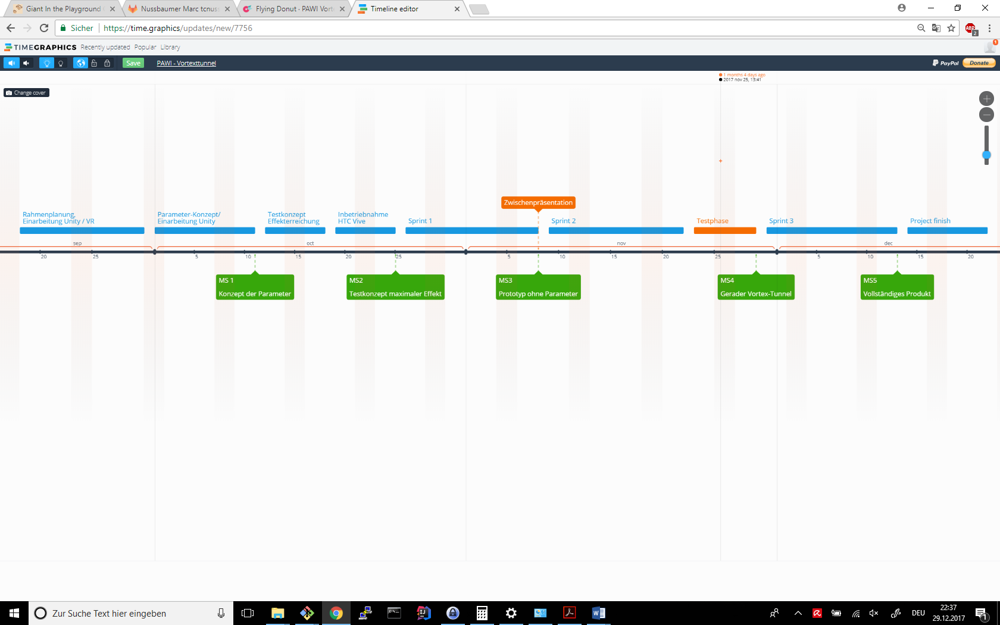 Giant In the Playground
Nussbaumer Marc tcnuss
Flying Donut · PAWI Vort
Timeline editor
Sicher
https://time.graphics/updates/new/7756
ABP
2
TIMEGRAPHICS
Recently updated
Popular
Library
1
Save
PAWI - Vortexttunnel
PayPal
Donate
1 months 4 days ago
2017 nov 25, 13:41
Change cover
Zwischenpräsentation
Rahmenplanung,
Einarbeitung Unity / VR
Parameter-Konzept/
Einarbeitung Unity
Testkonzept
Effekterreichung
Inbetriebnahme
HTC Vive
Sprint 1
Sprint 2
Testphase
Sprint 3
Project finish
sep
oct
nov
dec
20
25
5
10
15
20
25
5
10
15
20
25
5
10
15
20
MS 1
Konzept der Parameter
MS2
Testkonzept maximaler Effekt
MS3
Prototyp ohne Parameter
MS4
Gerader Vortex-Tunnel
MS5
Vollständiges Produkt
Zur Suche Text hier eingeben
DEU
22:37
29.12.2017
1